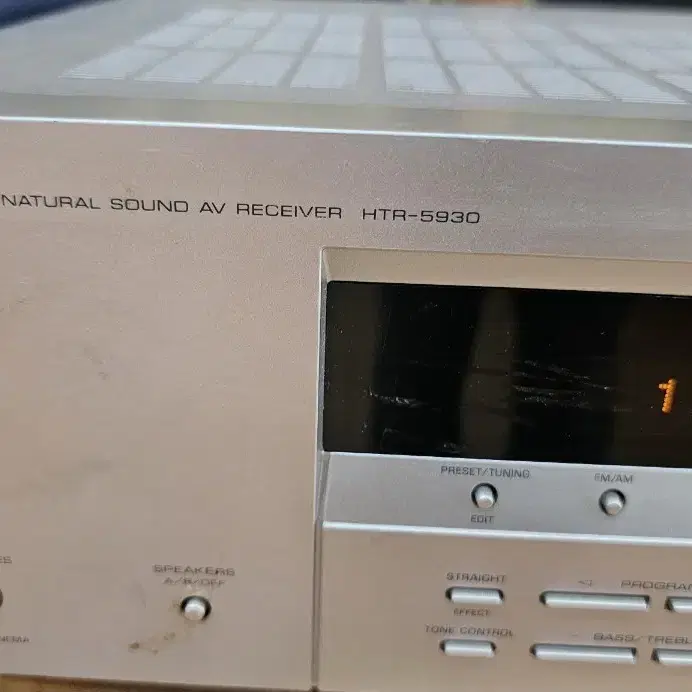 NATURAL SOUND AV RECEIVER HTR-5930
1
PRESET/TUNING
EDIT
FM/AM
SPEAKERS
A/B/OFF
STRAIGHT
EFFECT
PROGRAM
TONE CONTROL
BASS/TREBL